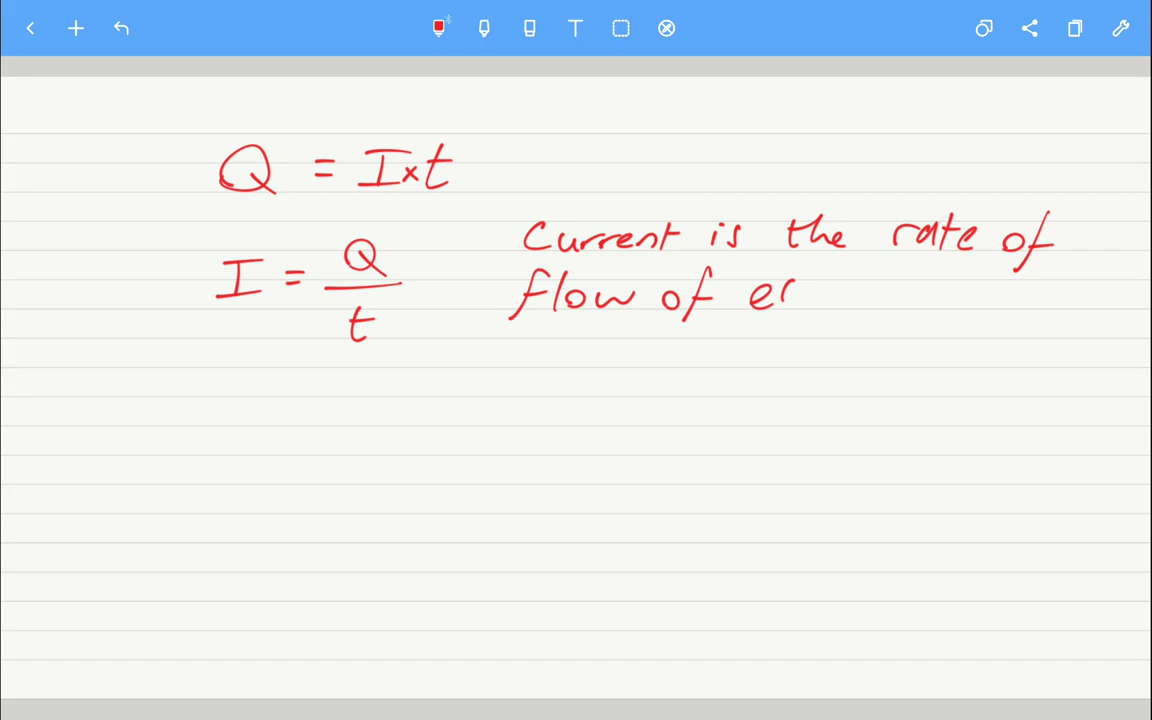 Q = I×t
I = Q/t
Current is the rate of
flow of